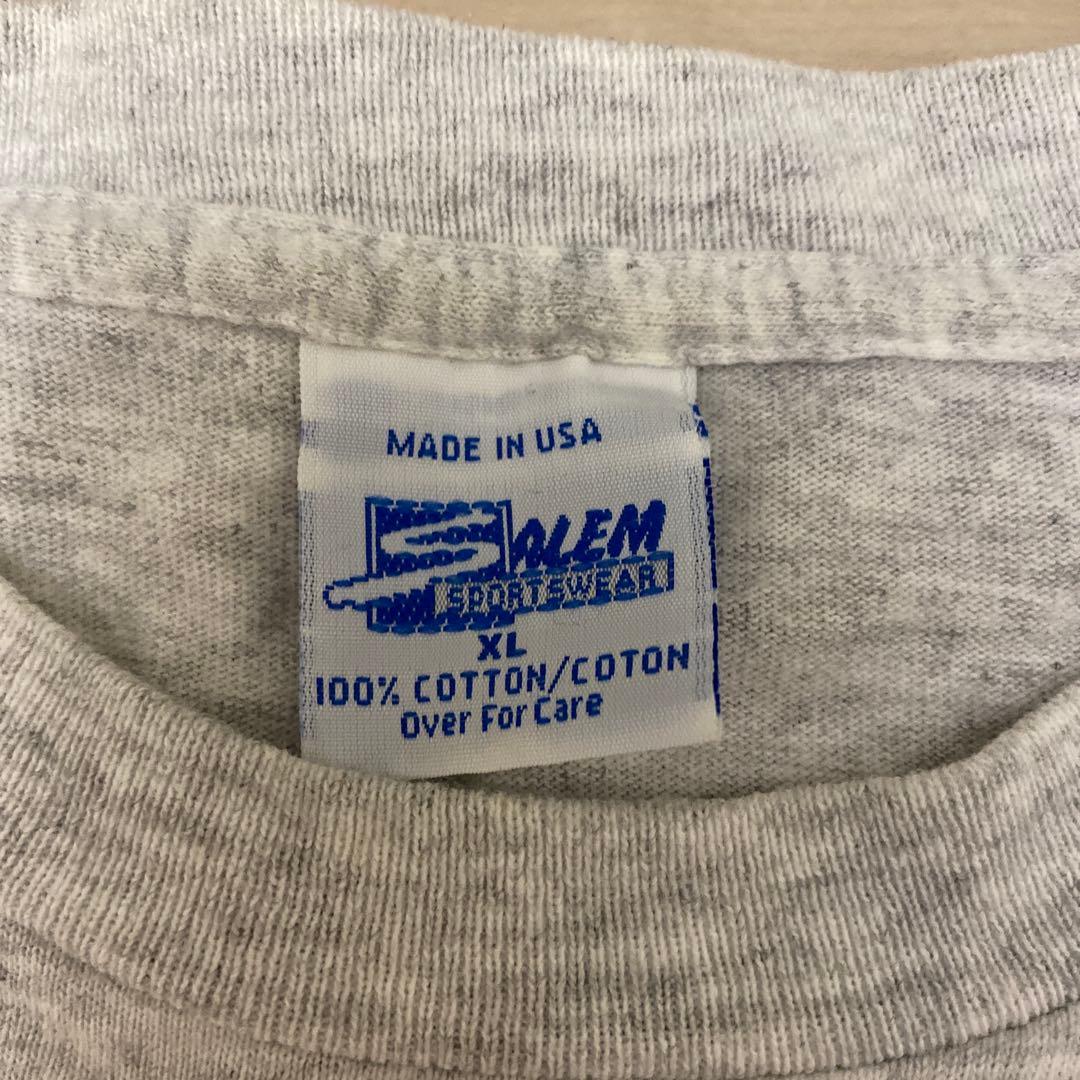 MADE IN USA
SALEM
SPORTSWEAR
XL
100% COTTON/COTON
Over For Care